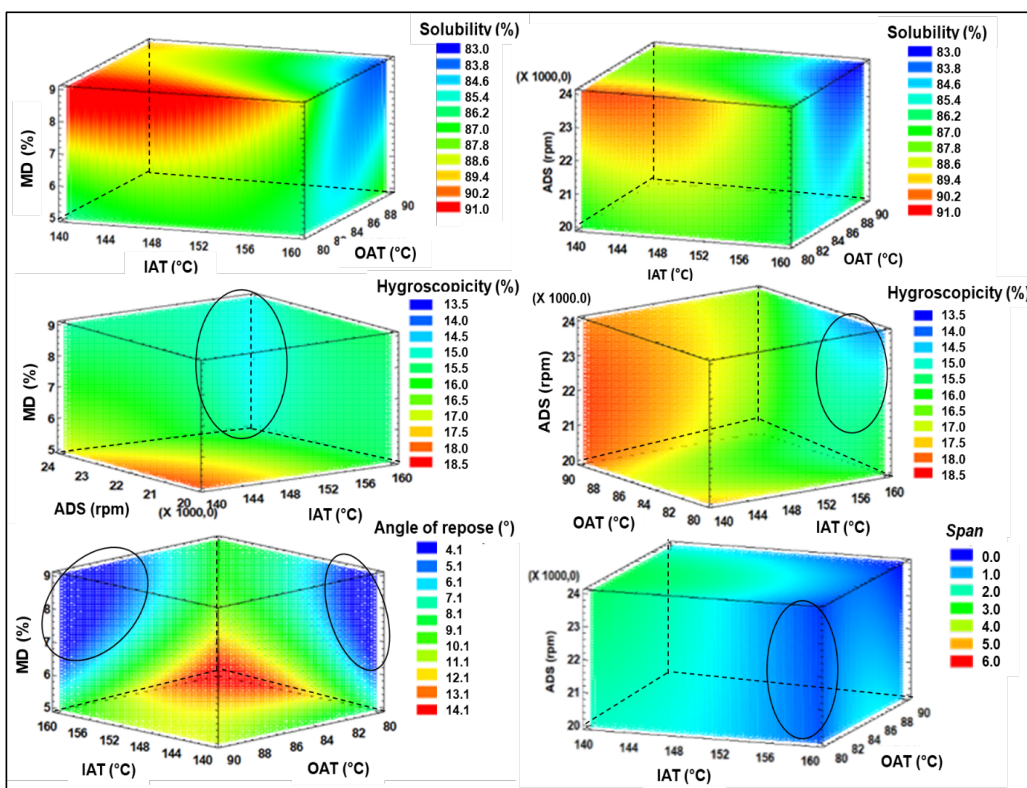 Solubility (%)
83.0
83.8
84.6
85.4
86.2
87.0
87.8
88.6
89.4
90.2
91.0
MD (%)
9
8
7
6
5
140 144 148 152 156 160
IAT (°C)
80 84 86 88 90
OAT (°C)
Solubility (%)
83.0
83.8
84.6
85.4
86.2
87.0
87.8
88.6
89.4
90.2
91.0
(X 1000,0)
ADS (rpm)
24
23
22
21
20
140 144 148 152 156 160
IAT (°C)
80 82 84 86 88 90
OAT (°C)
Hygroscopicity (%)
13.5
14.0
14.5
15.0
15.5
16.0
16.5
17.0
17.5
18.0
18.5
MD (%)
9
8
7
6
5
24 23 22 21 20
ADS (rpm)
(X 1000,0)
140 144 148 152 156 160
IAT (°C)
Hygroscopicity (%)
13.5
14.0
14.5
15.0
15.5
16.0
16.5
17.0
17.5
18.0
18.5
(X 1000.0)
ADS (rpm)
24
23
22
21
20
90 88 86 84 82 80
OAT (°C)
140 144 148 152 156 160
IAT (°C)
Angle of repose (°)
4.1
5.1
6.1
7.1
8.1
9.1
10.1
11.1
12.1
13.1
14.1
MD (%)
9
8
7
6
5
160 156 152 148 144 140
IAT (°C)
90 88 86 84 82 80
OAT (°C)
Span
0.0
1.0
2.0
3.0
4.0
5.0
6.0
(X 1000,0)
ADS (rpm)
24
23
22
21
20
140 144 148 152 156 160
IAT (°C)
80 82 84 86 88 90
OAT (°C)